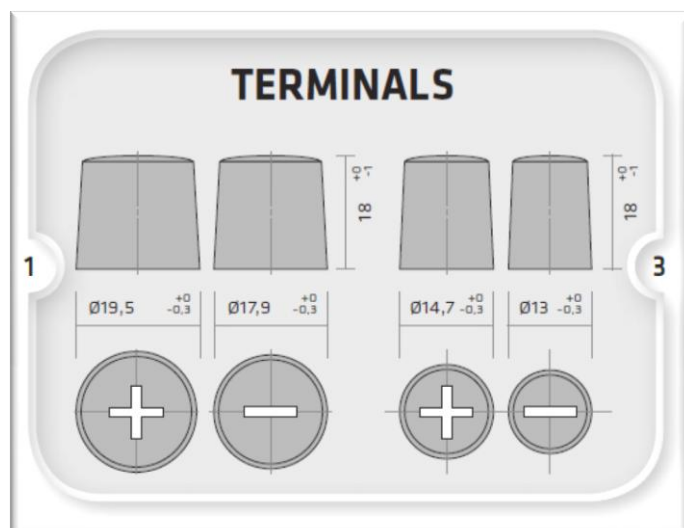 TERMINALS
18 +0 -1
18 +0 -1
1
3
Ø19,5 +0 -0,3
Ø17,9 +0 -0,3
Ø14,7 +0 -0,3
Ø13 +0 -0,3